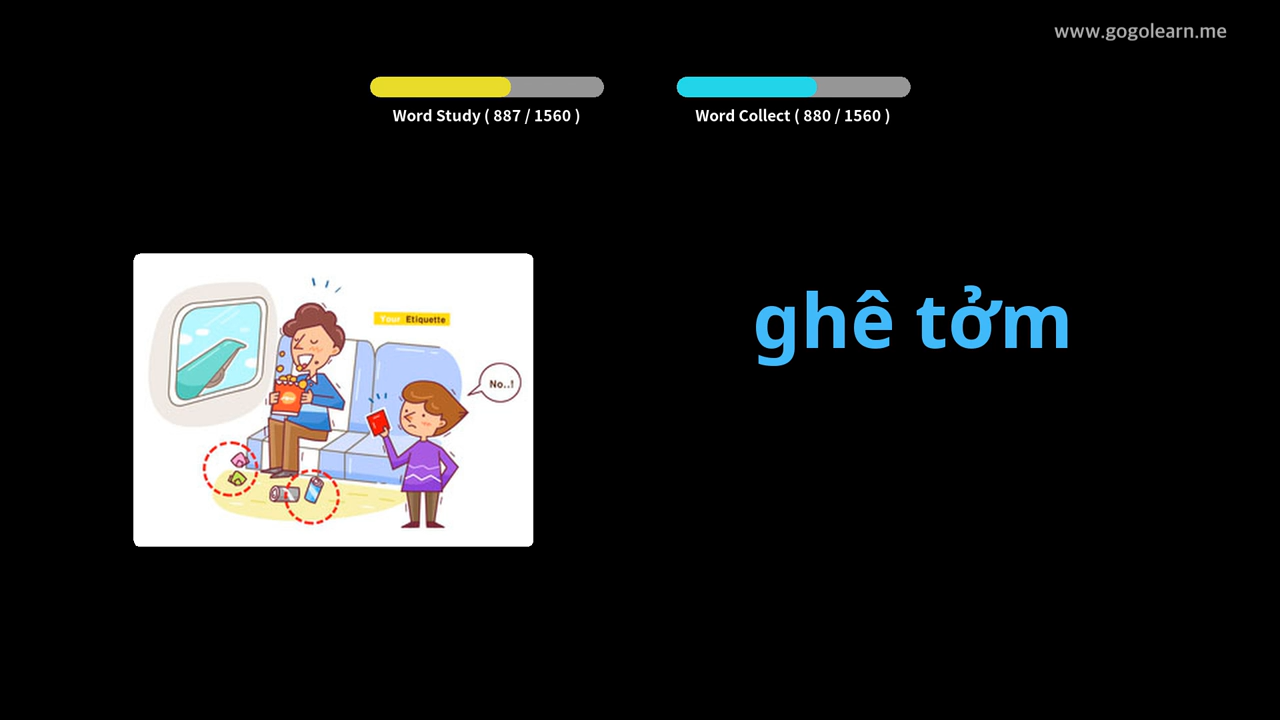 www.gogolearn.me
Word Study ( 887 / 1560 )
Word Collect ( 880 / 1560 )
Your Etiquette
No..!
ghê tởm